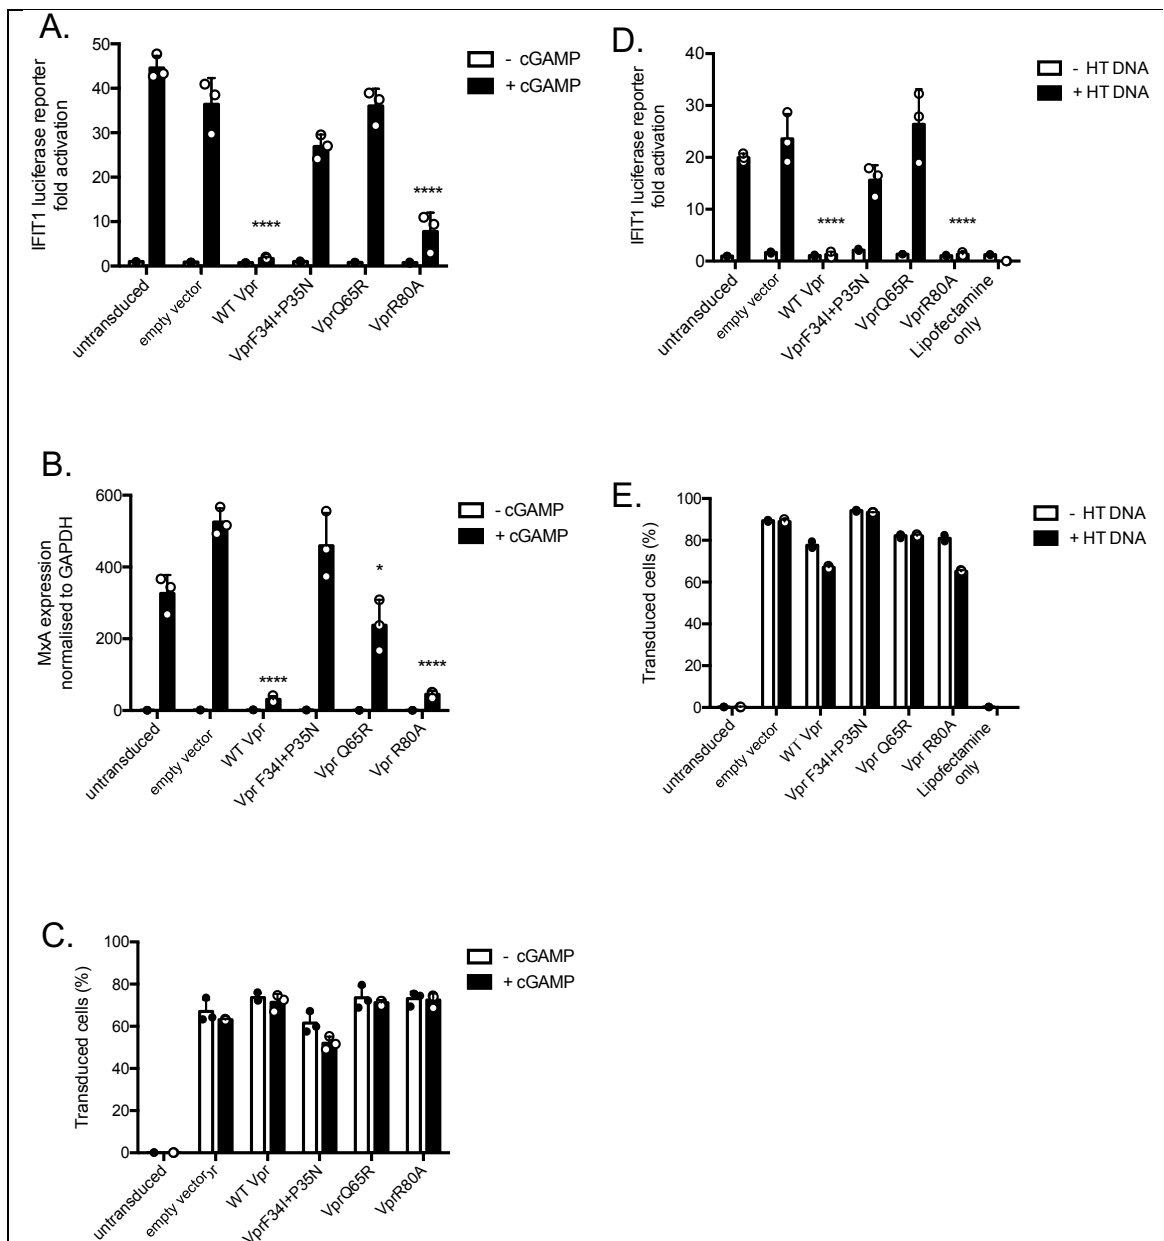 A.
IFIT1 luciferase reporter
fold activation
50
40
30
20
10
0
****
****
- cGAMP
+ cGAMP
untransduced
empty vector
WT Vpr
VprF34I+P35N
VprQ65R
VprR80A
D.
IFIT1 luciferase reporter
fold activation
40
30
20
10
0
****
****
- HT DNA
+ HT DNA
untransduced
empty vector
WT Vpr
VprF34I+P35N
VprQ65R
VprR80A
Lipofectamine
only
B.
MxA expression
normalised to GAPDH
600
400
200
0
****
*
****
- cGAMP
+ cGAMP
untransduced
empty vector
WT Vpr
Vpr F34I+P35N
Vpr Q65R
Vpr R80A
E.
Transduced cells (%)
100
80
60
40
20
0
- HT DNA
+ HT DNA
untransduced
empty vector
WT Vpr
Vpr F34I+P35N
Vpr Q65R
Vpr R80A
Lipofectamine
only
C.
Transduced cells (%)
100
80
60
40
20
0
- cGAMP
+ cGAMP
untransduced
empty vector
WT Vpr
VprF34I+P35N
VprQ65R
VprR80A